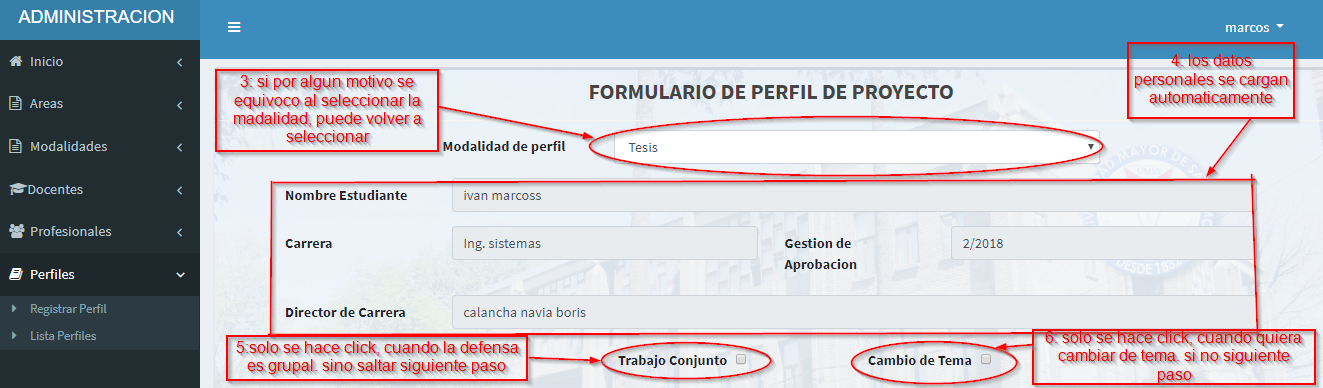 ADMINISTRACION
marcos
Inicio
Areas
Modalidades
Docentes
Profesionales
Perfiles
Registrar Perfil
Lista Perfiles
3: si por algun motivo se
equivoco al seleccionar la
madalidad, puede volver a
seleccionar
FORMULARIO DE PERFIL DE PROYECTO
4: los datos
personales se cargan
automaticamente
Modalidad de perfil
Tesis
Nombre Estudiante
ivan marcoss
Carrera
Ing. sistemas
Gestion de
Aprobacion
2/2018
DESDE 1832
Director de Carrera
calancha navia boris
5:solo se hace click, cuando la defensa
es grupal. sino saltar siguiente paso
Trabajo Conjunto
Cambio de Tema
6: solo se hace click, cuando quiera
cambiar de tema. si no siguiente
paso